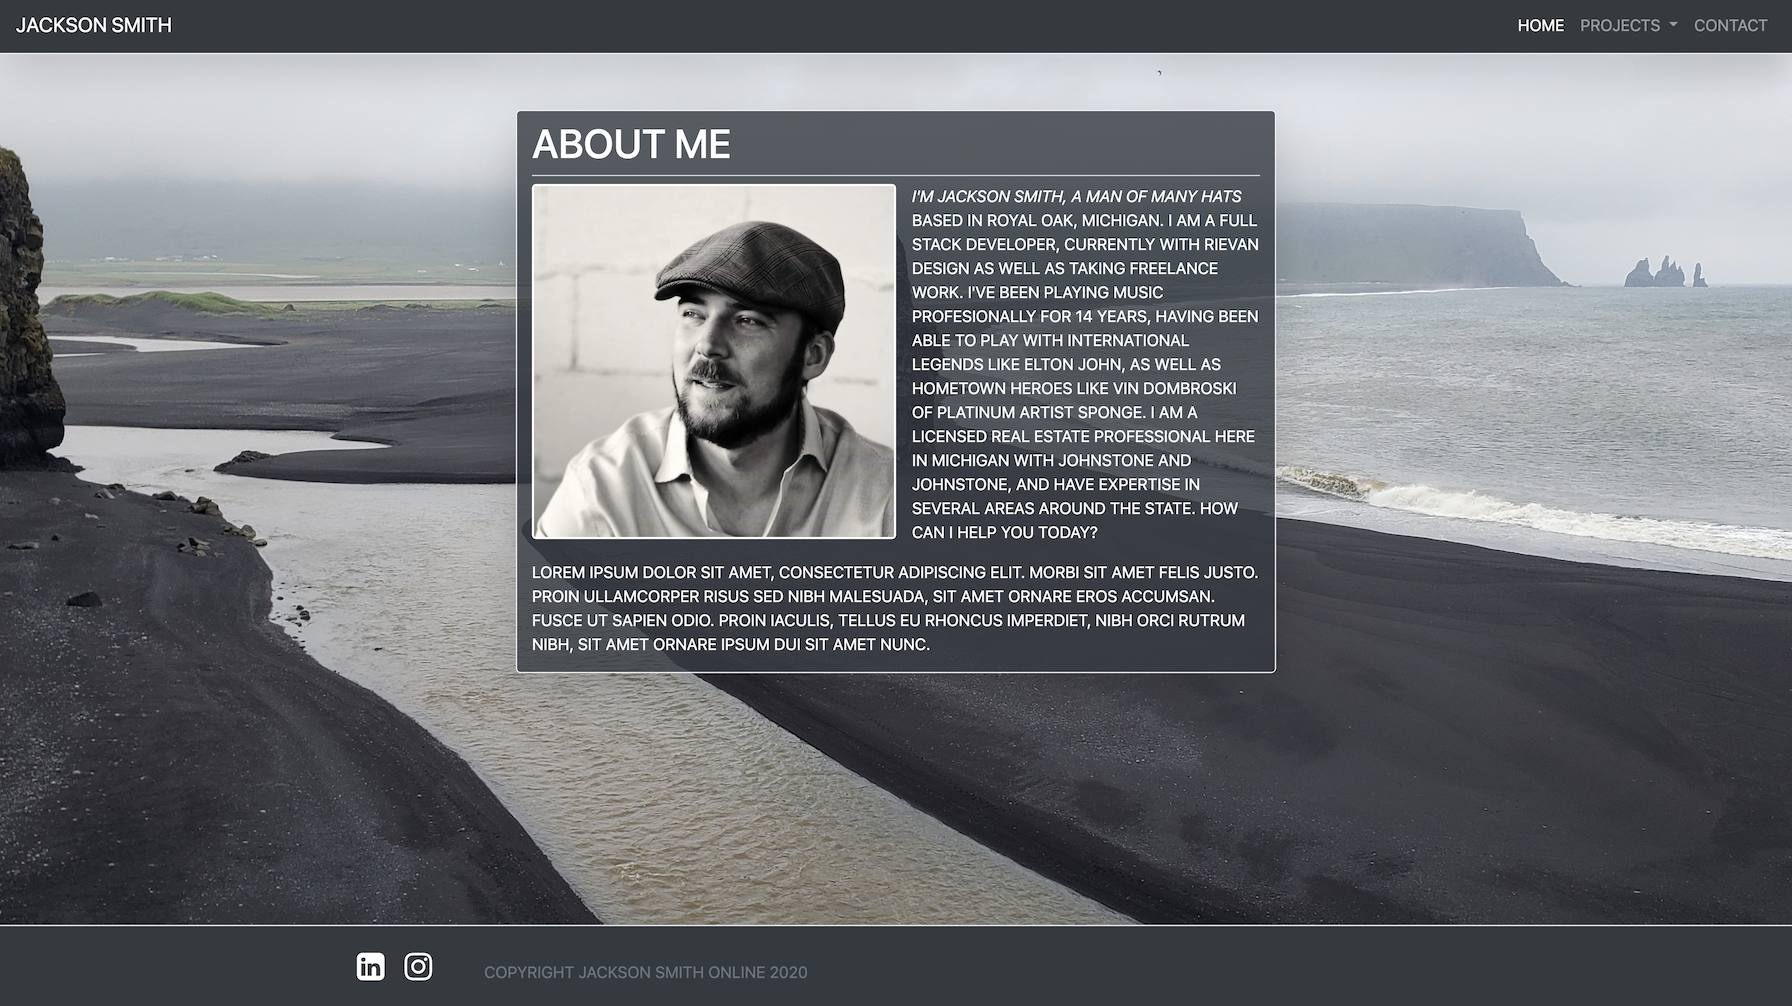 JACKSON SMITH
HOME PROJECTS CONTACT
ABOUT ME
I'M JACKSON SMITH, A MAN OF MANY HATS
BASED IN ROYAL OAK, MICHIGAN. I AM A FULL
STACK DEVELOPER, CURRENTLY WITH RIEVAN
DESIGN AS WELL AS TAKING FREELANCE
WORK. I'VE BEEN PLAYING MUSIC
PROFESIONALLY FOR 14 YEARS, HAVING BEEN
ABLE TO PLAY WITH INTERNATIONAL
LEGENDS LIKE ELTON JOHN, AS WELL AS
HOMETOWN HEROES LIKE VIN DOMBROSKI
OF PLATINUM ARTIST SPONGE. I AM A
LICENSED REAL ESTATE PROFESSIONAL HERE
IN MICHIGAN WITH JOHNSTONE AND
JOHNSTONE, AND HAVE EXPERTISE IN
SEVERAL AREAS AROUND THE STATE. HOW
CAN I HELP YOU TODAY?
LOREM IPSUM DOLOR SIT AMET, CONSECTETUR ADIPISCING ELIT. MORBI SIT AMET FELIS JUSTO.
PROIN ULLAMCORPER RISUS SED NIBH MALESUADA, SIT AMET ORNARE EROS ACCUMSAN.
FUSCE UT SAPIEN ODIO. PROIN IACULIS, TELLUS EU RHONCUS IMPERDIET, NIBH ORCI RUTRUM
NIBH, SIT AMET ORNARE IPSUM DUI SIT AMET NUNC.
in
COPYRIGHT JACKSON SMITH ONLINE 2020